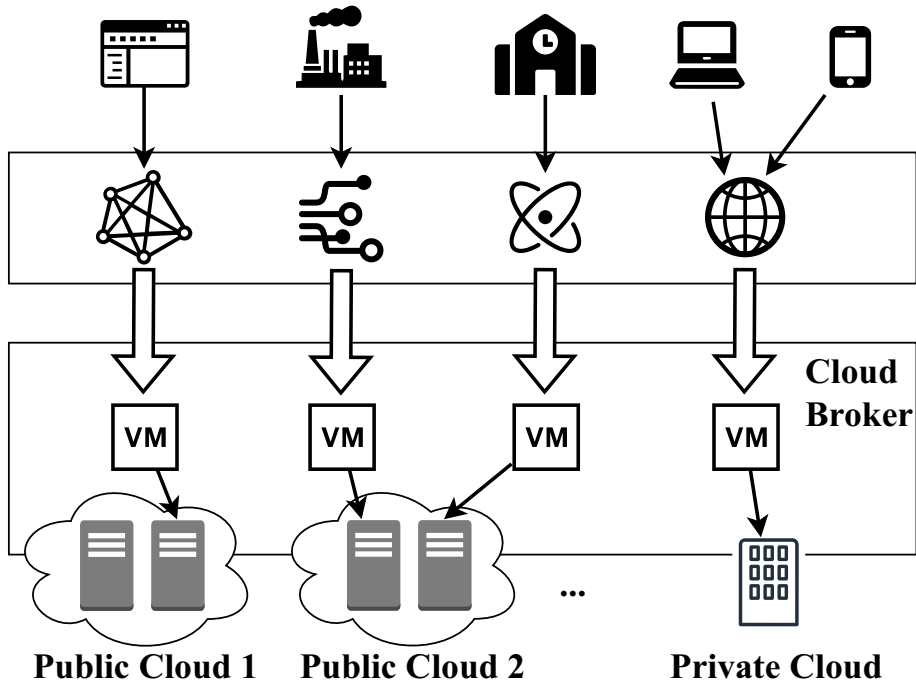 Cloud
Broker
VM
VM
VM
VM
...
Public Cloud 1
Public Cloud 2
Private Cloud